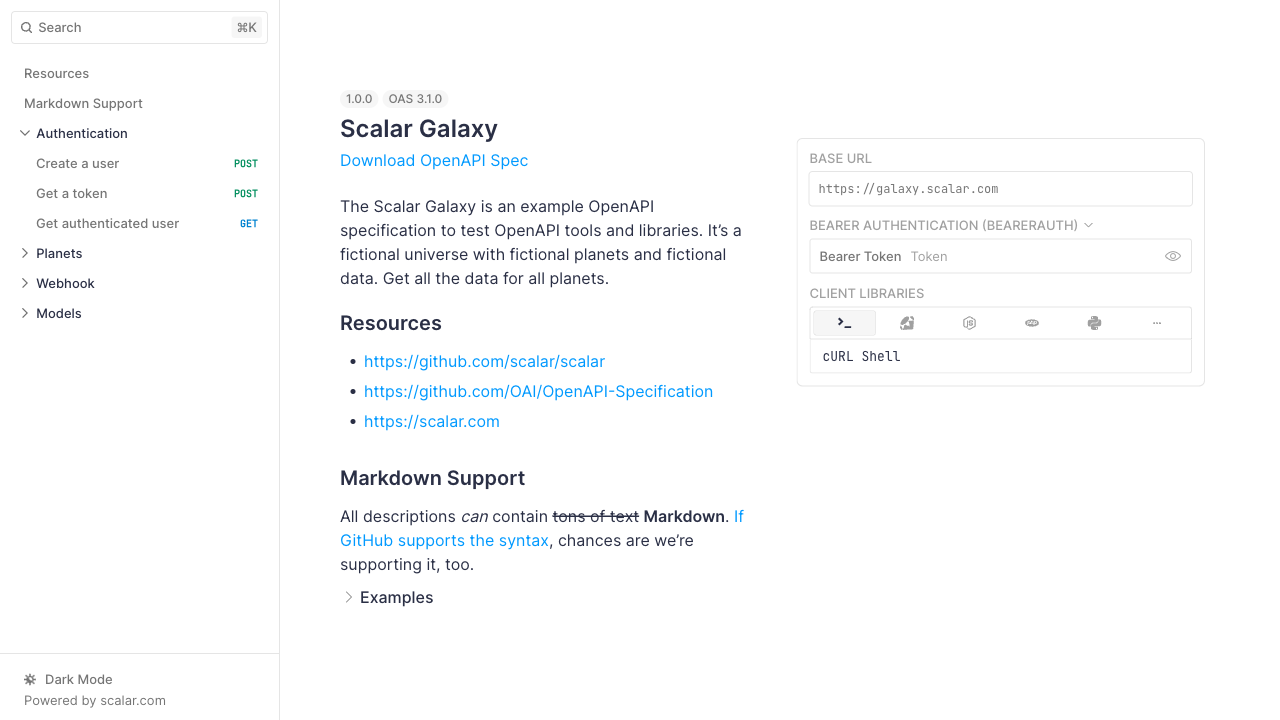 Search ⌘K
Resources
Markdown Support
Authentication
Create a user POST
Get a token POST
Get authenticated user GET
Planets
Webhook
Models
Dark Mode
Powered by scalar.com
1.0.0 OAS 3.1.0
Scalar Galaxy
Download OpenAPI Spec
The Scalar Galaxy is an example OpenAPI
specification to test OpenAPI tools and libraries. It’s a
fictional universe with fictional planets and fictional
data. Get all the data for all planets.
Resources
• https://github.com/scalar/scalar
• https://github.com/OAI/OpenAPI-Specification
• https://scalar.com
Markdown Support
All descriptions can contain tons of text Markdown. If
GitHub supports the syntax, chances are we’re
supporting it, too.
Examples
BASE URL
https://galaxy.scalar.com
BEARER AUTHENTICATION (BEARERAUTH)
Bearer Token Token
CLIENT LIBRARIES
cURL Shell